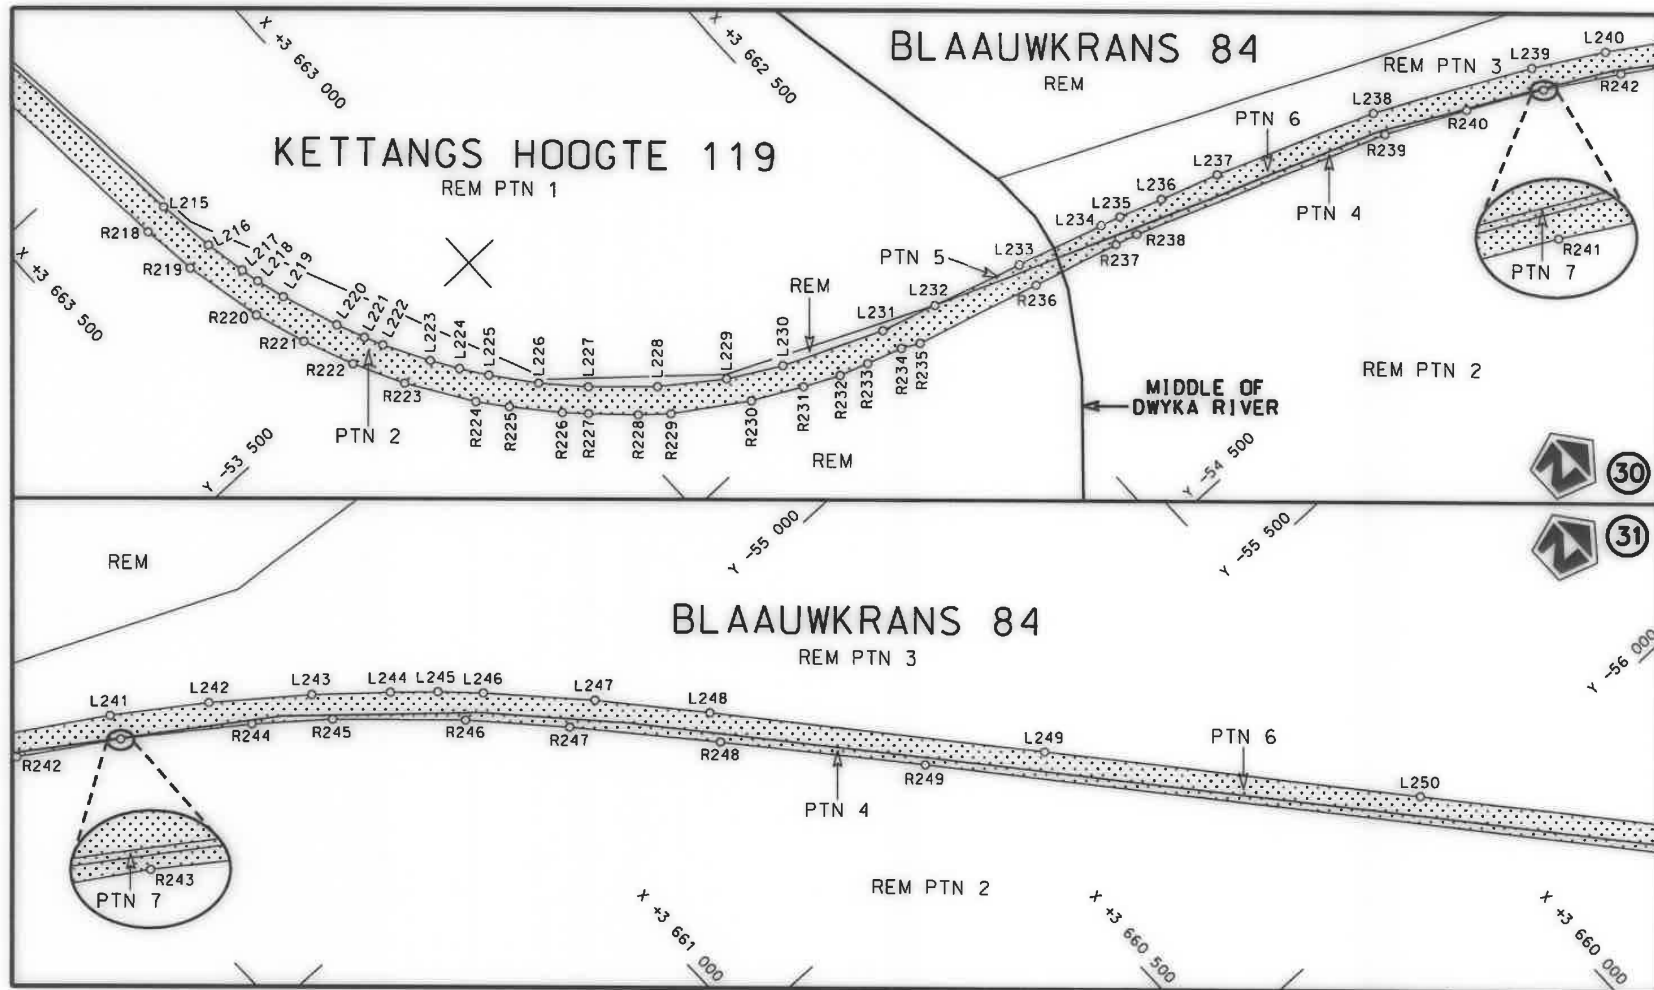 X +3 663 000
X +3 662 500
BLAAUWKRANS 84
REM
REM PTN 3
L239
L240
R242
L238
R240
R239
PTN 6
L237
L236
L235
L234
PTN 4
R238
R237
KETTANGS HOOGTE 119
REM PTN 1
L215
R218
L216
L217
L218
L219
R219
X +3 663 500
R220
L220
L221
L222
R221
L223
L224
L225
R222
L226
L227
L228
L229
L230
REM
L231
L232
PTN 5
L233
R236
R223
R224
R225
R226
R227
R228
R229
R230
R231
R232
R233
R234
R235
PTN 2
Y -53 500
REM
MIDDLE OF
DWYKA RIVER
REM PTN 2
R241
PTN 7
Y -54 500
30
31
REM
Y -55 000
Y -55 500
BLAAUWKRANS 84
REM PTN 3
Y -56 000
L241
L242
L243
L244
L245
L246
L247
L248
L249
L250
R242
R244
R245
R246
R247
R248
R249
PTN 4
PTN 6
R243
PTN 7
REM PTN 2
X +3 661 000
X +3 660 500
X +3 660 000